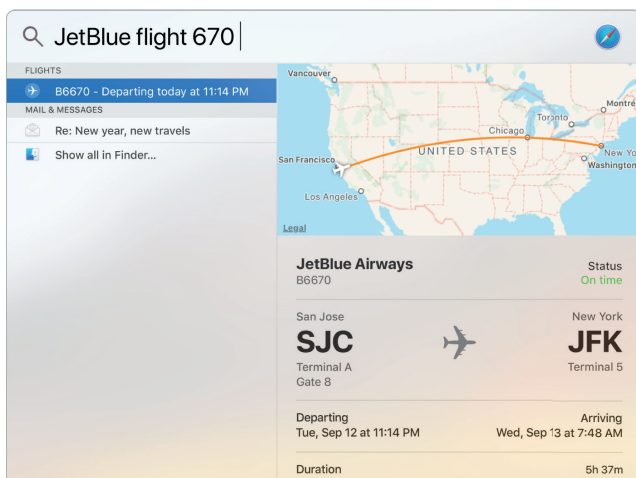 JetBlue flight 670
FLIGHTS
B6670 - Departing today at 11:14 PM
MAIL & MESSAGES
Re: New year, new travels
Show all in Finder...
Vancouver
Montré
Toronto
Chicago
UNITED STATES
New Yo
San Francisco
Washington
Los Angeles
Legal
JetBlue Airways
Status
B6670
On time
San Jose
New York
SJC
JFK
Terminal A
Terminal 5
Gate 8
Departing
Arriving
Tue, Sep 12 at 11:14 PM
Wed, Sep 13 at 7:48 AM
Duration
5h 37m